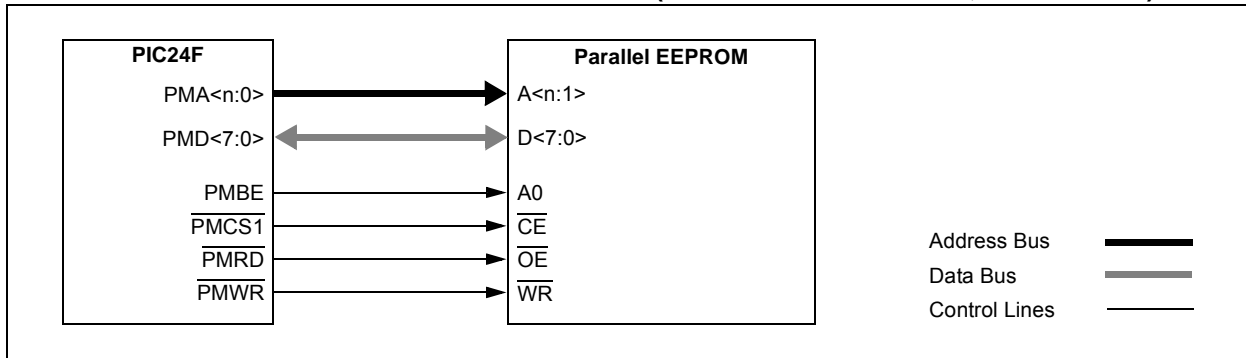 PIC24F
Parallel EEPROM
PMA<n:0>
A<n:1>
PMD<7:0>
D<7:0>
PMBE
A0
PMCS1
CE
PMRD
OE
PMWR
WR
Address Bus
Data Bus
Control Lines